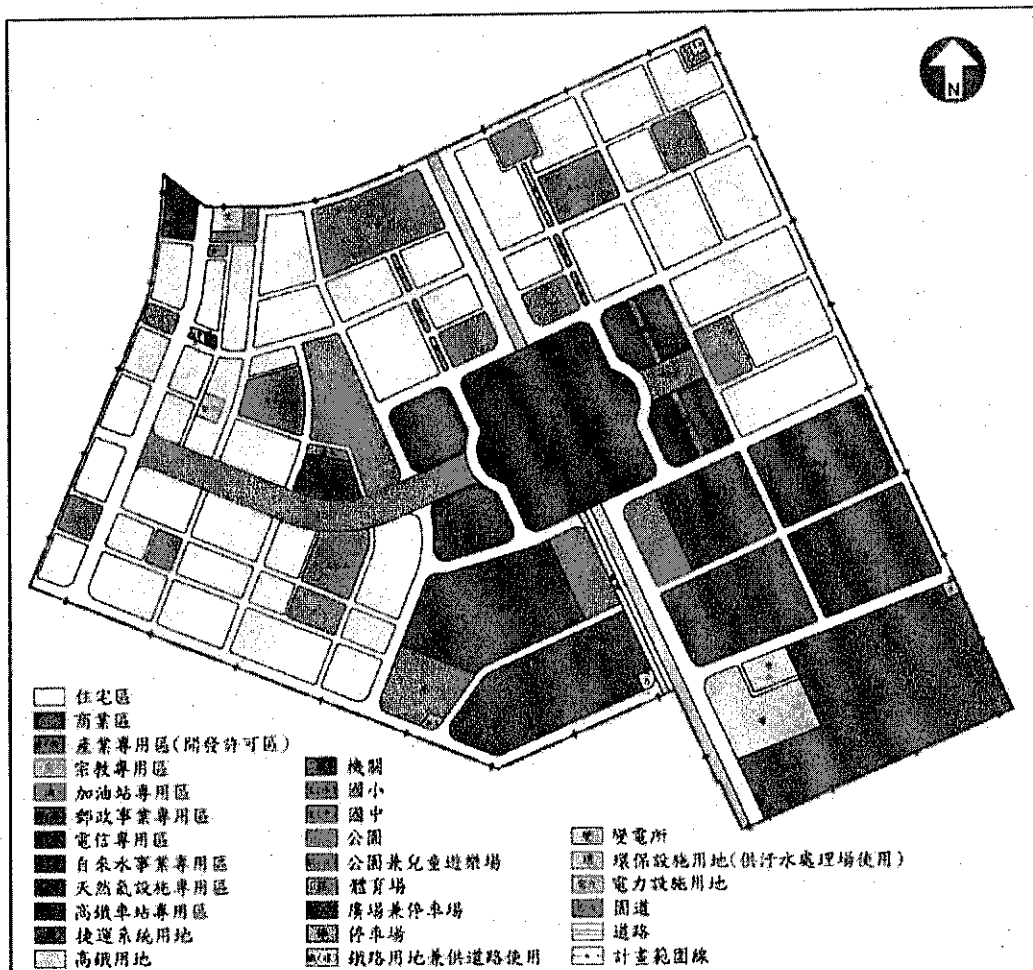 N
住宅區
商業區
產業專用區(開發許可區)
宗教專用區
加油站專用區
郵政事業專用區
電信專用區
自來水事業專用區
天然氣設施專用區
高鐵車站專用區
捷運系統用地
高鐵用地
機關
國小
國中
公園
公園兼兒童遊樂場
體育場
廣場兼停車場
停車場
鐵路用地兼供道路使用
變電所
環保設施用地(供汙水處理場使用)
電力設施用地
園道
道路
計畫範圍線